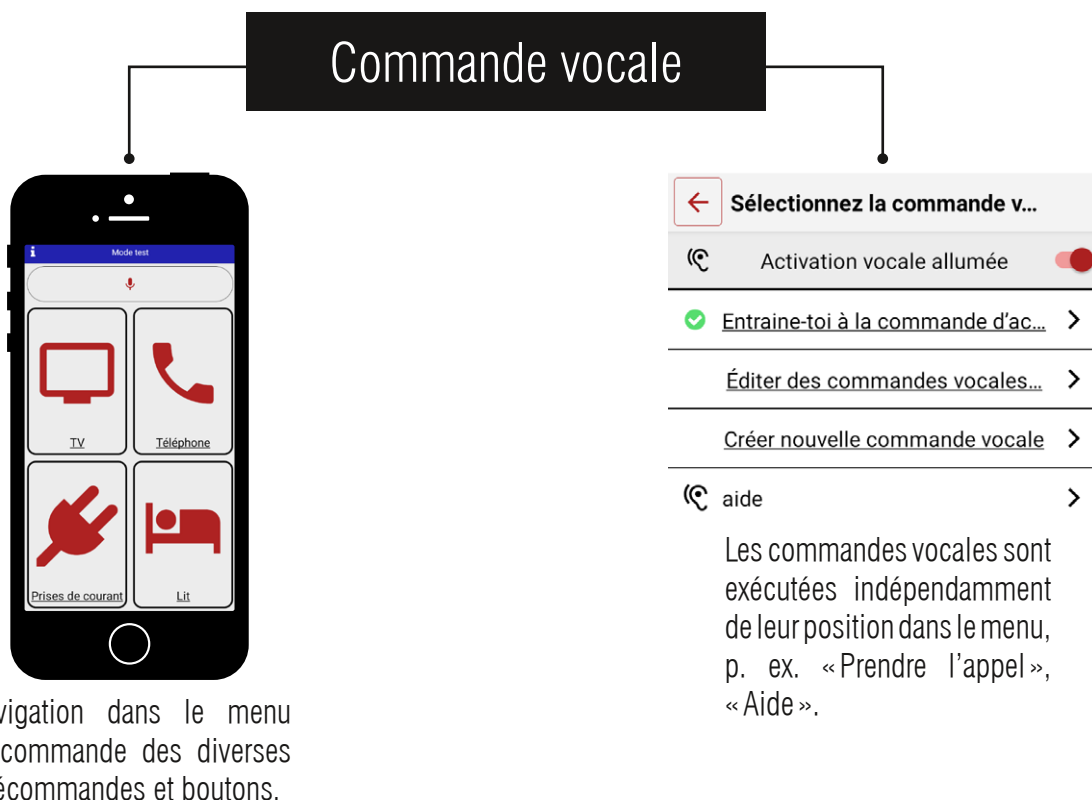 Commande vocale
i Mode test
TV
Téléphone
Prises de courant
Lit
vigation dans le menu
commande des diverses
écommandes et boutons.
Sélectionnez la commande v...
Activation vocale allumée
Entraine-toi à la commande d'ac...
Éditer des commandes vocales...
Créer nouvelle commande vocale
aide
Les commandes vocales sont
exécutées indépendamment
de leur position dans le menu,
p. ex. «Prendre l'appel»,
«Aide».